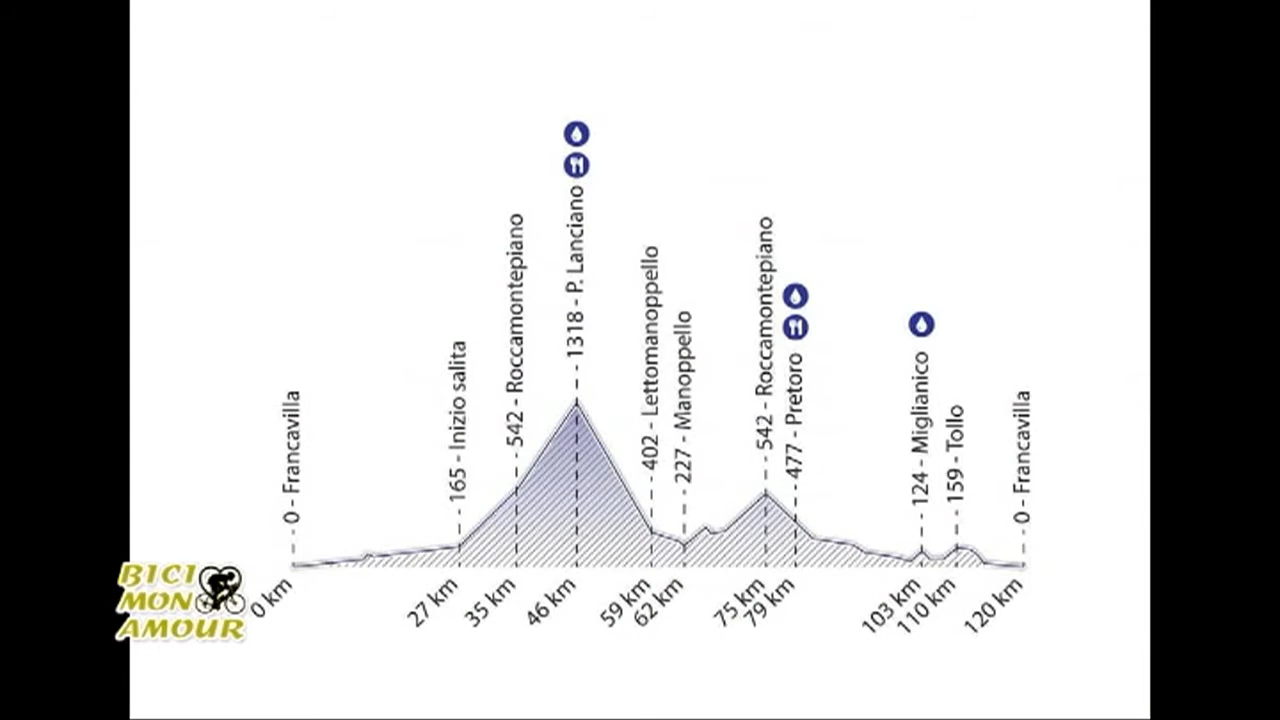 0 - Francavilla
165 - Inizio salita
542 - Roccamontepiano
1318 - P. Lanciano
402 - Lettomanoppello
227 - Manoppello
542 - Roccamontepiano
477 - Pretoro
124 - Miglianico
159 - Tollo
0 - Francavilla
0 km
27 km
35 km
46 km
59 km
62 km
75 km
79 km
103 km
110 km
120 km
BICI
MON
AMOUR